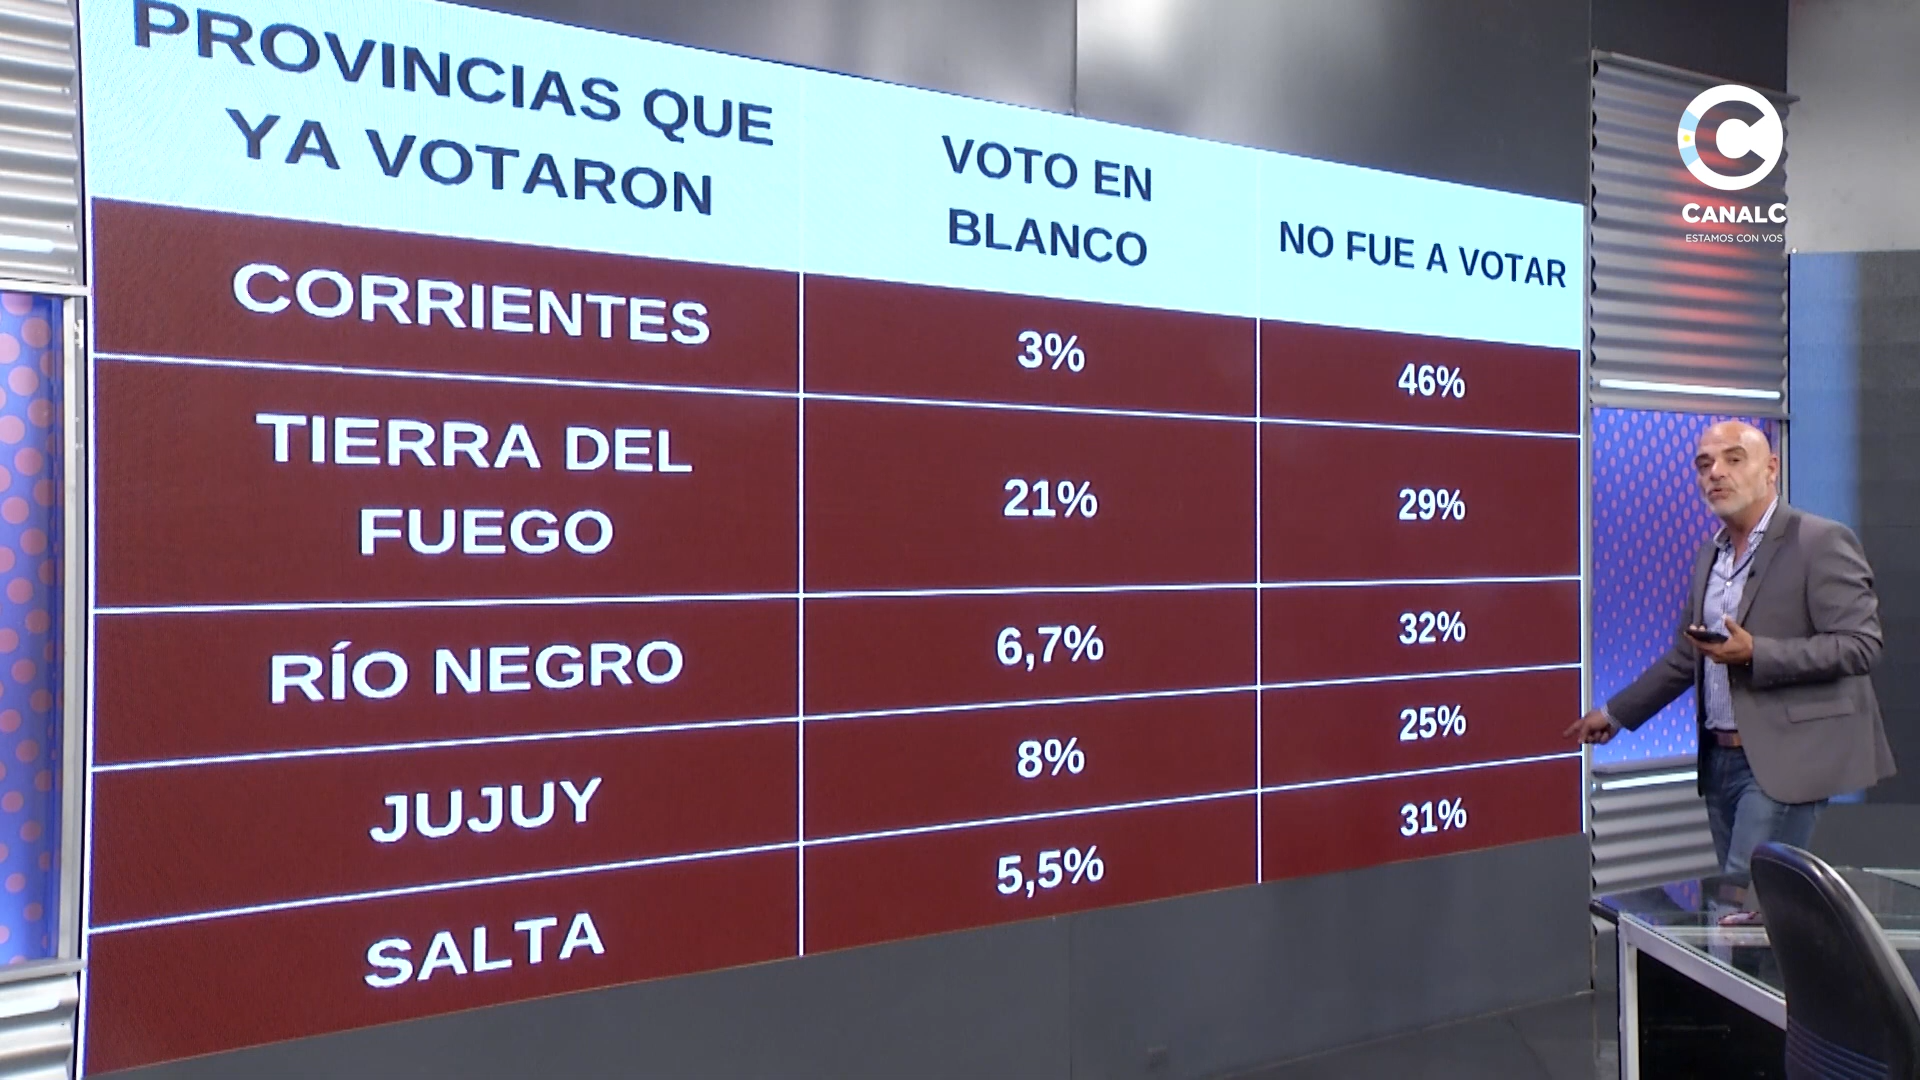 PROVINCIAS QUE
YA VOTARON
VOTO EN
BLANCO
NO FUE A VOTAR
CORRIENTES
3%
46%
TIERRA DEL
FUEGO
21%
29%
RÍO NEGRO
6,7%
32%
JUJUY
8%
25%
SALTA
5,5%
31%
CANALC
ESTAMOS CON VOS